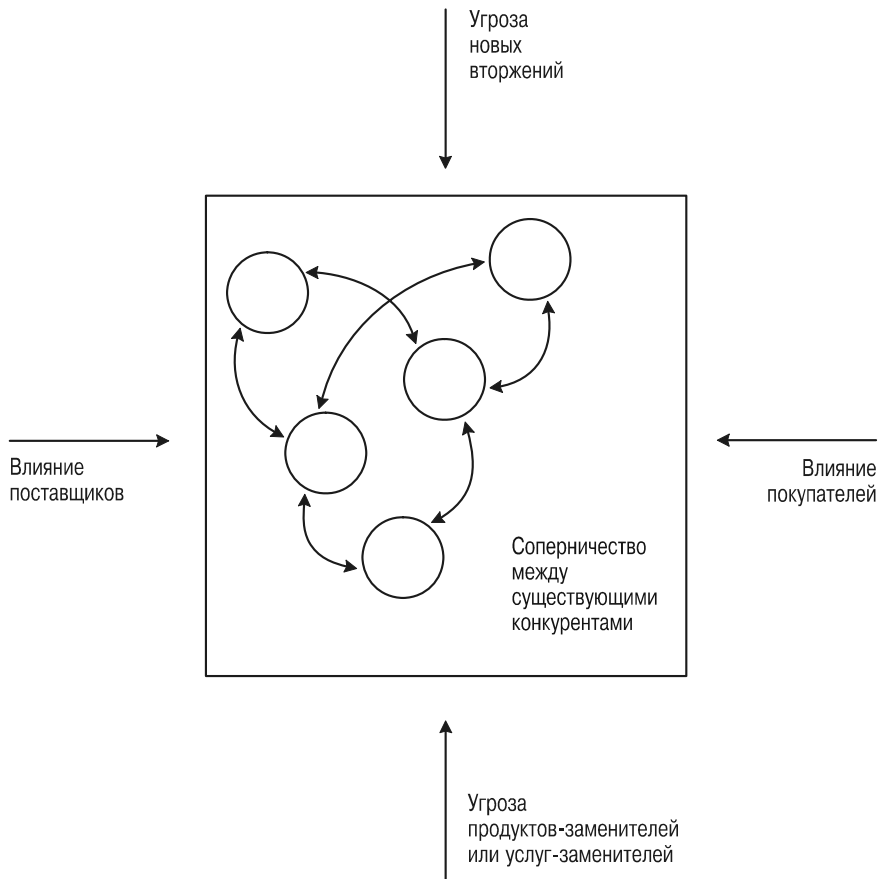 Угроза
новых
вторжений
Влияние
поставщиков
Влияние
покупателей
Соперничество
между
существующими
конкурентами
Угроза
продуктов-заменителей
или услуг-заменителей